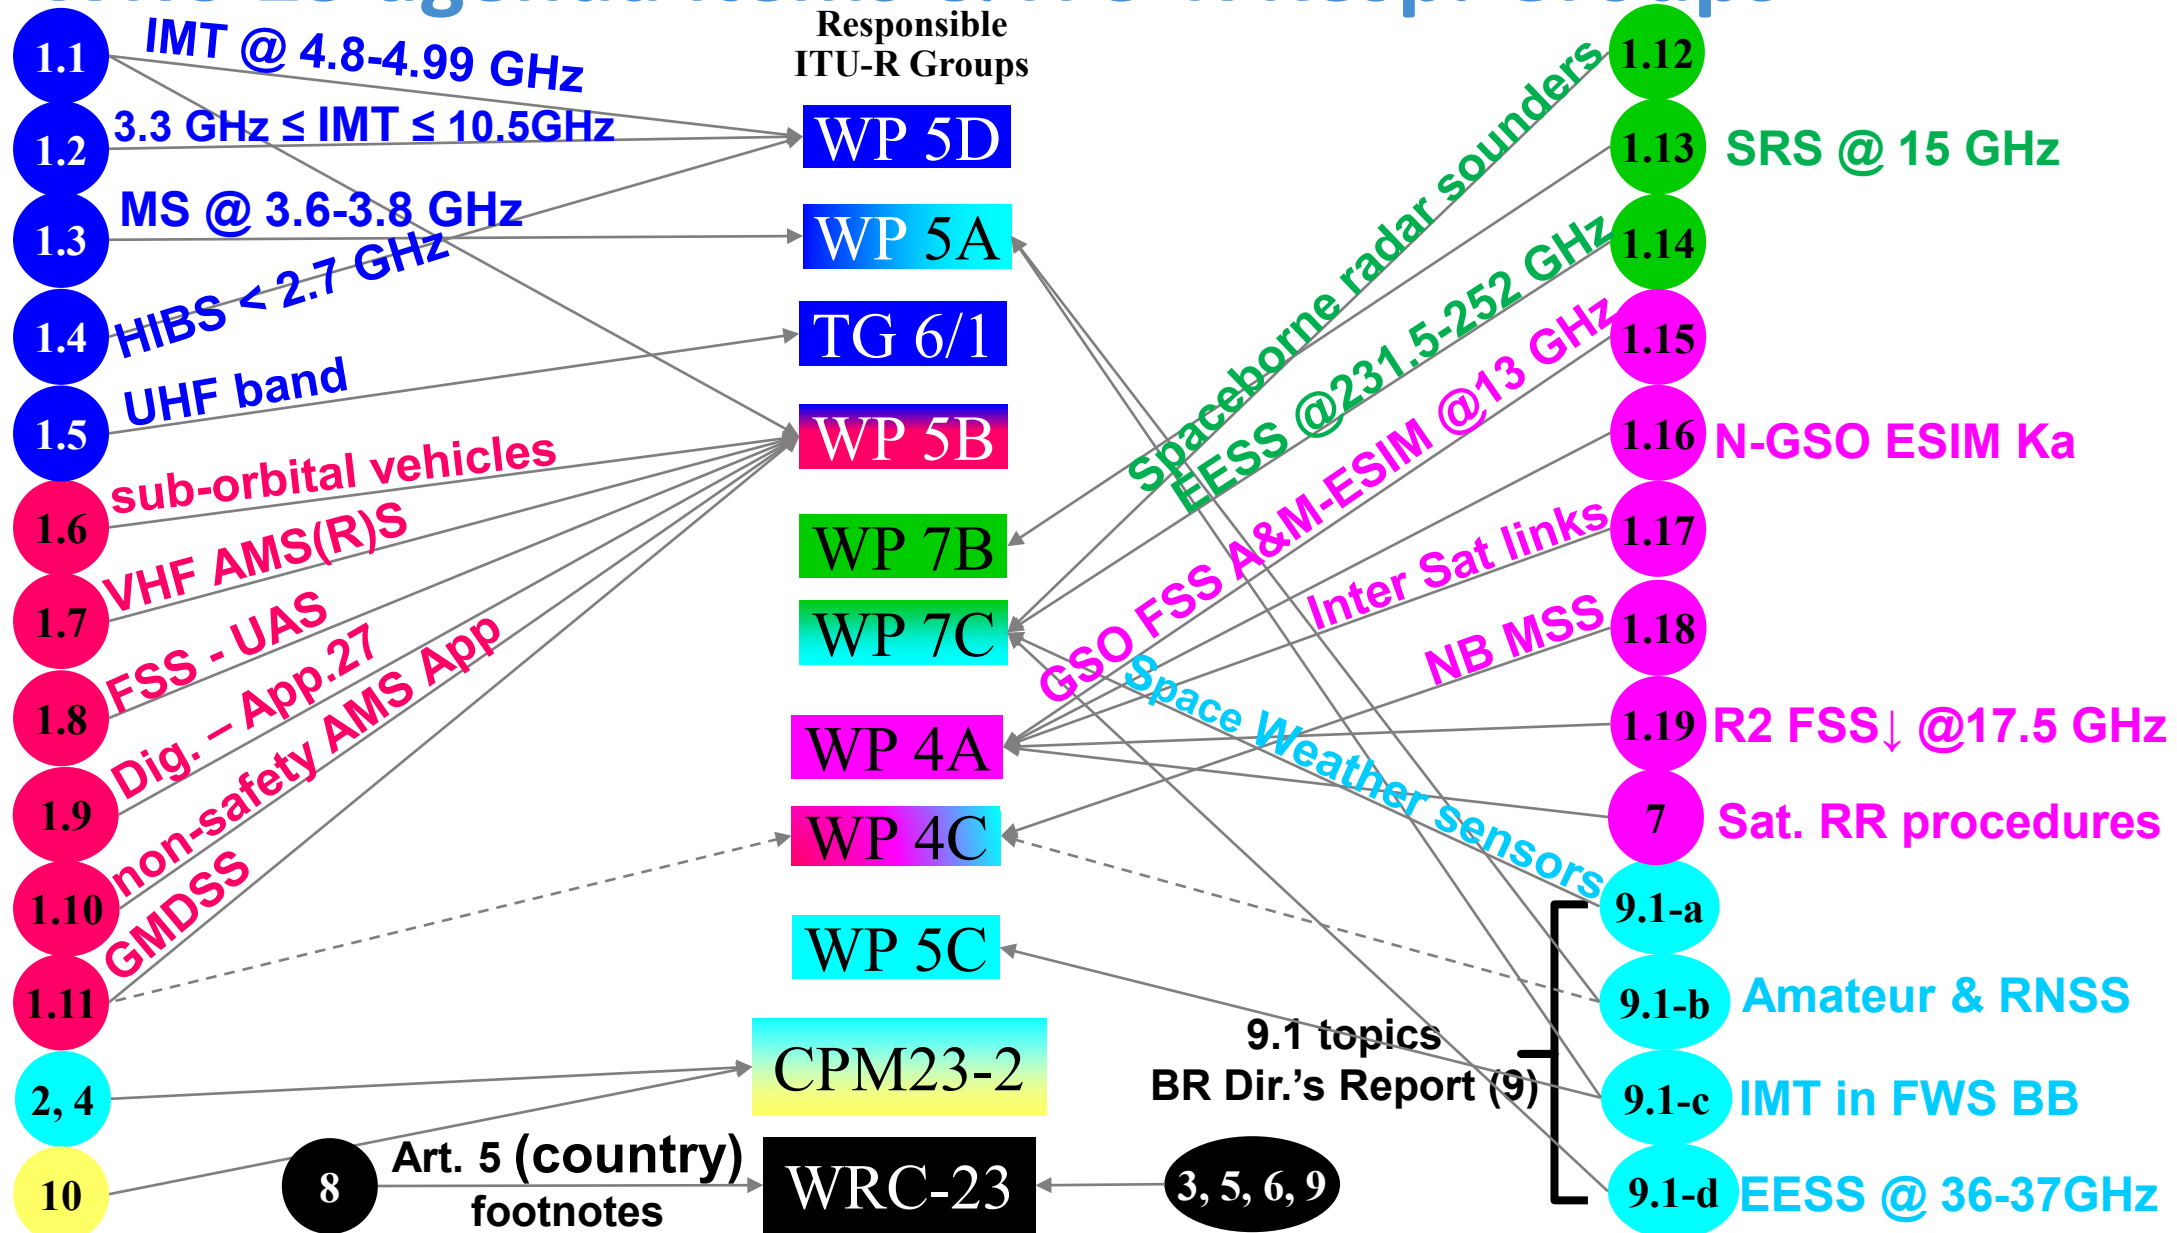 Responsible
ITU-R Groups
1.1
IMT @ 4.8-4.99 GHz
1.2
3.3 GHz ≤ IMT ≤ 10.5GHz
1.3
MS @ 3.6-3.8 GHz
1.4
HIBS < 2.7 GHz
1.5
UHF band
1.6
sub-orbital vehicles
1.7
VHF AMS(R)S
1.8
FSS - UAS
1.9
Dig. – App.27
1.10
non-safety AMS App
1.11
GMDSS
2, 4
10
8
Art. 5 (country)
footnotes
WP 5D
WP 5A
TG 6/1
WP 5B
WP 7B
WP 7C
WP 4A
WP 4C
WP 5C
CPM23-2
WRC-23
3, 5, 6, 9
9.1 topics
BR Dir.'s Report (9)
1.12
Spaceborne radar sounders
1.13
SRS @ 15 GHz
1.14
EESS @231.5-252 GHz
1.15
GSO FSS A&M-ESIM @13 GHz
1.16
N-GSO ESIM Ka
1.17
Inter Sat links
1.18
NB MSS
1.19
R2 FSS↓ @17.5 GHz
7
Sat. RR procedures
9.1-a
Space Weather sensors
9.1-b
Amateur & RNSS
9.1-c
IMT in FWS BB
9.1-d
EESS @ 36-37GHz